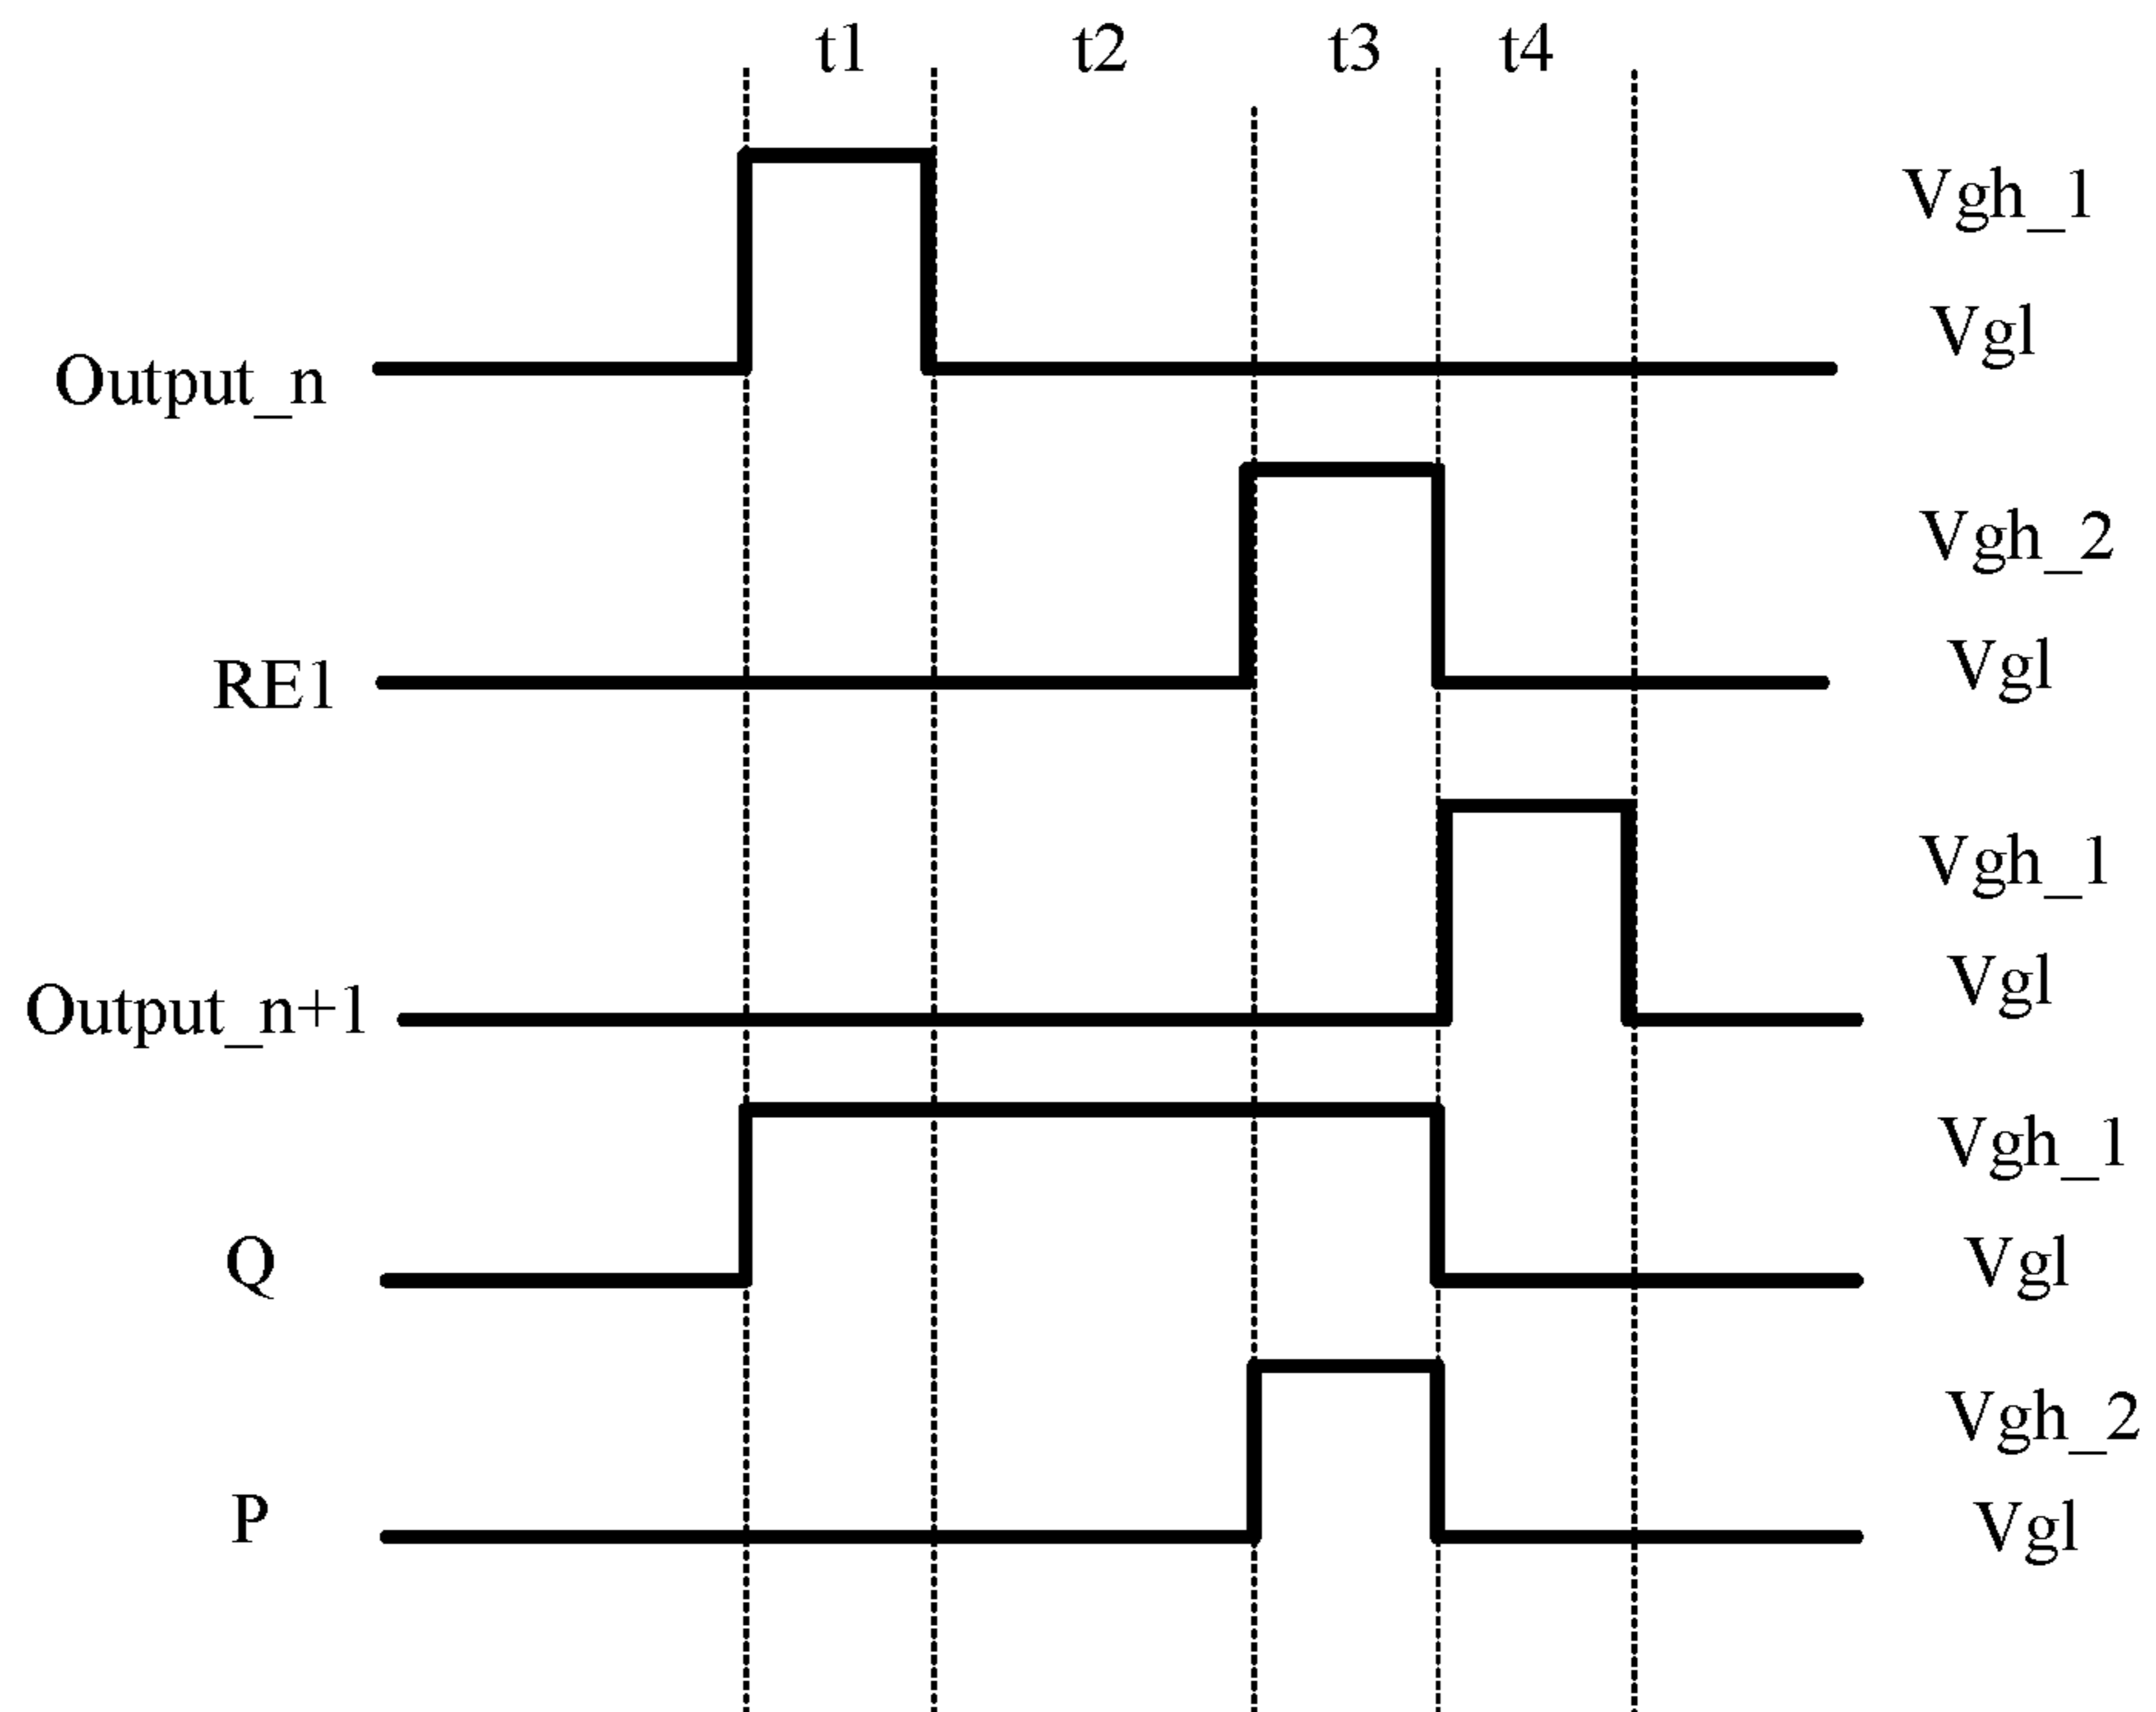 t1 t2 t3 t4
Vgh_1
Vgl
Output_n
Vgh_2
Vgl
RE1
Vgh_1
Vgl
Output_n+1
Vgh_1
Vgl
Q
Vgh_2
Vgl
P